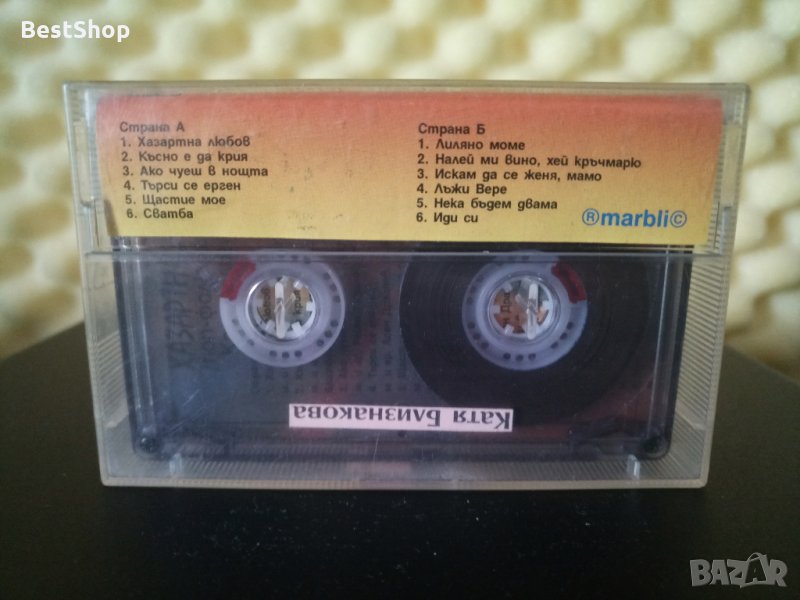 BestShop
Страна А
1. Хазартна любов
2. Късно е да крия
3. Ако чуеш в нощта
4. Търси се ерген
5. Щастие мое
6. Сватба
Страна Б
1. Лиляно моме
2. Налей ми вино, хей кръчмарю
3. Искам да се женя, мамо
4. Лъжи Вере
5. Нека бъдем двама
6. Иди си
®marbli©
Катя Близнакова
BAZAR